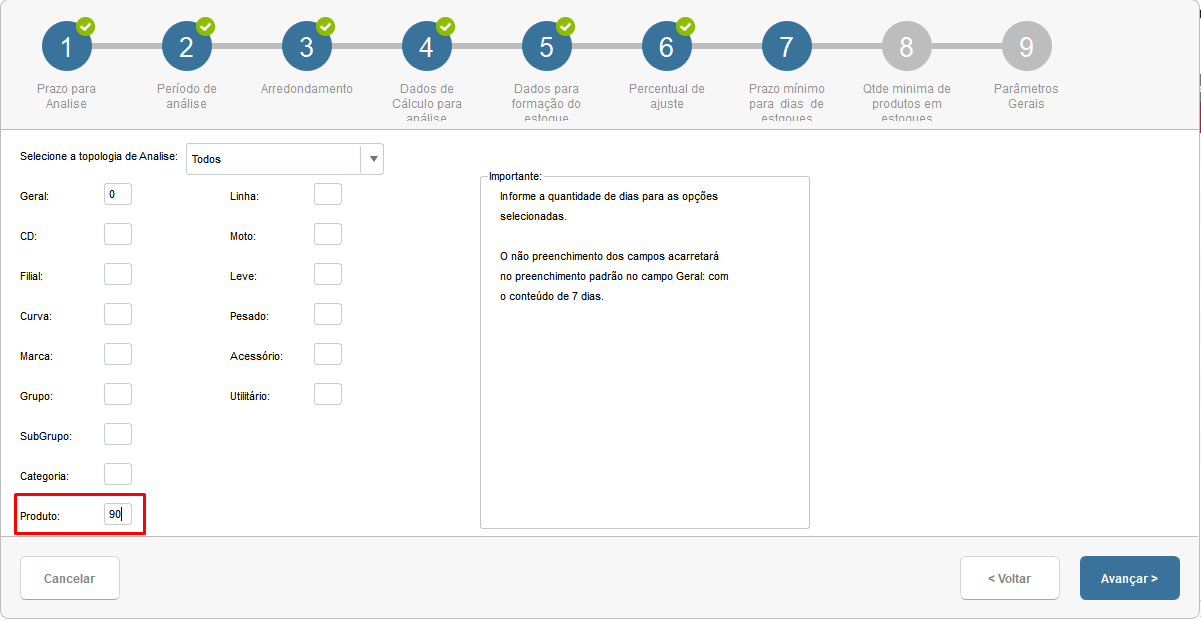 1 2 3 4 5 6 7 8 9
Prazo para
Analise
Período de
análise
Arredondamento
Dados de
Cálculo para
análise
Dados para
formação do
estoque
Percentual de
ajuste
Prazo mínimo
para dias de
estqoues
Qtde minima de
produtos em
estoques
Parâmetros
Gerais
Selecione a topologia de Analise: Todos
Geral: 0 Linha:
CD: Moto:
Filial: Leve:
Curva: Pesado:
Marca: Acessório:
Grupo: Utilitário:
SubGrupo:
Categoria:
Produto: 90
Importante:
Informe a quantidade de dias para as opções
selecionadas.
O não preenchimento dos campos acarretará
no preenchimento padrão no campo Geral: com
o conteúdo de 7 dias.
Cancelar < Voltar Avançar >